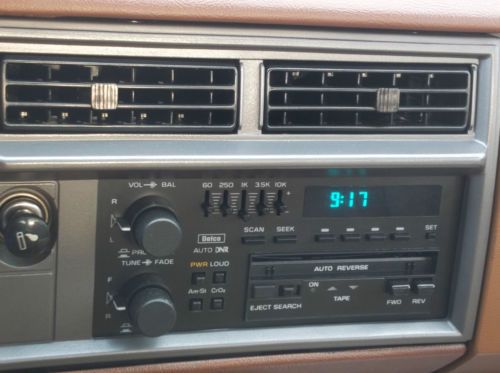 VOL BAL
60 250 1K 3.5K 10K +
9:17
R
L
Delco
SCAN SEEK
SET
AUTO DNR
TUNE FADE
PWR LOUD
AUTO REVERSE
F
R
Am·St CrO₂
ON
EJECT SEARCH
TAPE
FWD REV